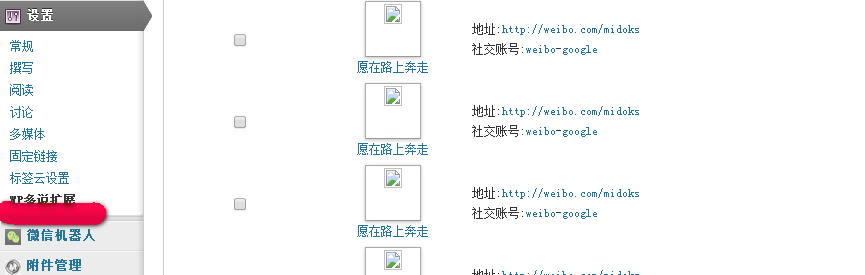 设置
常规
撰写
阅读
讨论
多媒体
固定链接
标签云设置
WP多说扩展
微信机器人
附件管理
愿在路上奔走
地址:http://weibo.com/midoks
社交账号:weibo-google
愿在路上奔走
地址:http://weibo.com/midoks
社交账号:weibo-google
愿在路上奔走
地址:http://weibo.com/midoks
社交账号:weibo-google
地址:http://weibo.com/midoks